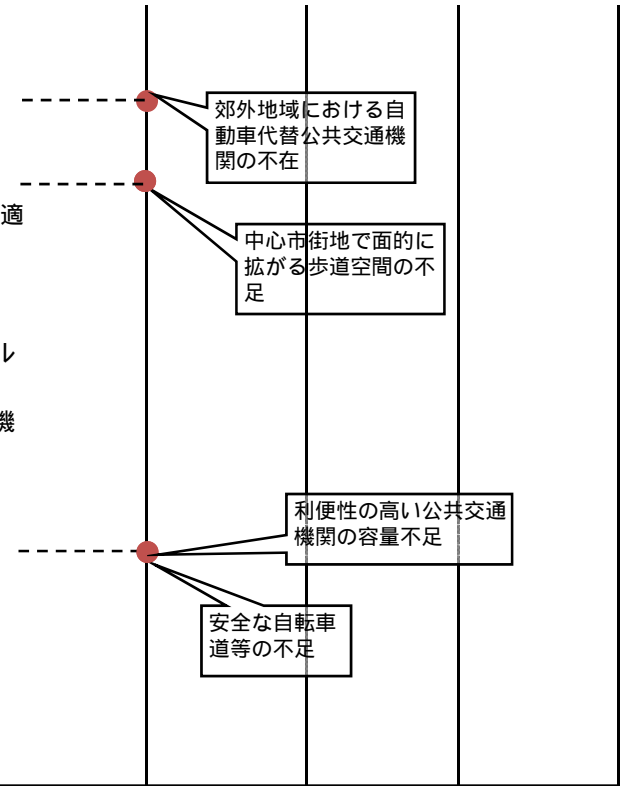 郊外地域における自
動車代替公共交通機
関の不在
適
中心市街地で面的に
拡がる歩道空間の不
足
ル
機
利便性の高い公共交通
機関の容量不足
安全な自転車
道等の不足